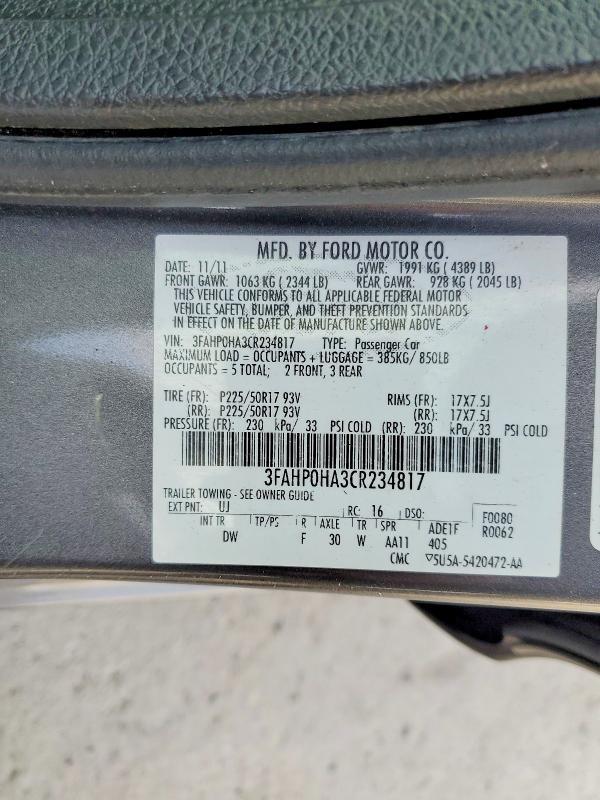 MFD. BY FORD MOTOR CO.
DATE: 11/11 GVWR: 1991 KG ( 4389 LB)
FRONT GAWR: 1063 KG ( 2344 LB) REAR GAWR: 928 KG ( 2045 LB)
THIS VEHICLE CONFORMS TO ALL APPLICABLE FEDERAL MOTOR
VEHICLE SAFETY, BUMPER, AND THEFT PREVENTION STANDARDS
IN EFFECT ON THE DATE OF MANUFACTURE SHOWN ABOVE.
VIN: 3FAHP0HA3CR234817 TYPE: Passenger Car
MAXIMUM LOAD = OCCUPANTS + LUGGAGE = 385KG/ 850LB
OCCUPANTS = 5 TOTAL; 2 FRONT, 3 REAR
TIRE (FR): P225/50R17 93V RIMS (FR): 17X7.5J
(RR): P225/50R17 93V (RR): 17X7.5J
PRESSURE (FR): 230 kPa/ 33 PSI COLD (RR): 230 kPa/ 33 PSI COLD
3FAHP0HA3CR234817
TRAILER TOWING - SEE OWNER GUIDE
EXT PNT: UJ RC: 16 DSO: F0080
INT TR TP/PS R AXLE TR SPR ADE1F R0062
DW F 30 W AA11 405
CMC ▽5U5A-5420472-AA